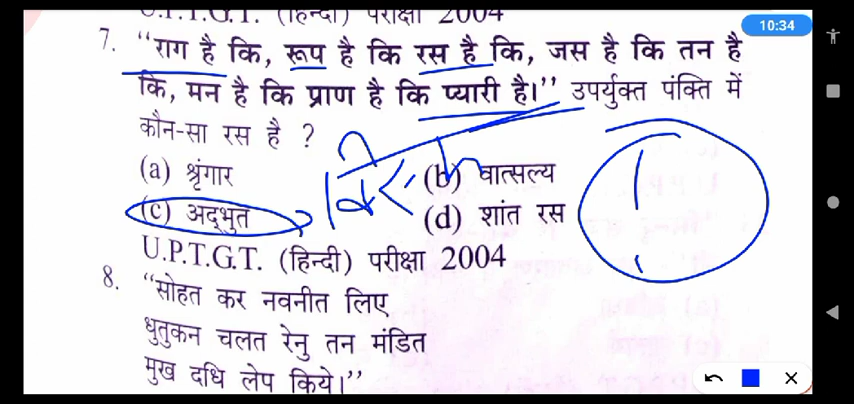 U.P.T.G.T. (हिन्दी) परीक्षा 2004
10:34
7. “राग है कि, रूप है कि रस है कि, जस है कि तन है
कि, मन है कि प्राण है कि प्यारी है।” उपर्युक्त पंक्ति में
कौन-सा रस है ?
(a) श्रृंगार (b) वात्सल्य
(c) अद्भुत (d) शांत रस
U.P.T.G.T. (हिन्दी) परीक्षा 2004
8. “सोहत कर नवनीत लिए
धुतुकन चलत रेनु तन मंडित
मुख दधि लेप किये।”